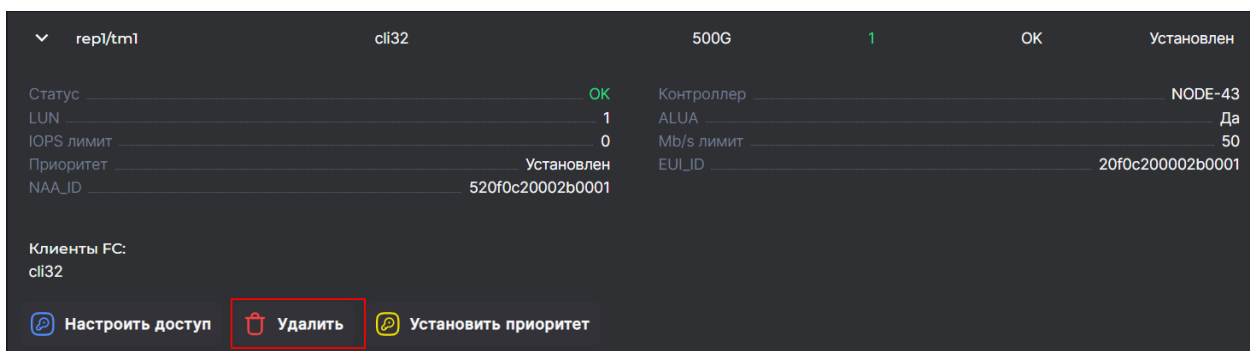 rep1/tm1 cli32 500G 1 OK Установлен
Статус OK Контроллер NODE-43
LUN 1 ALUA Да
IOPS лимит 0 Mb/s лимит 50
Приоритет Установлен EUI_ID 20f0c200002b0001
NAA_ID 520f0c20002b0001
Клиенты FC:
cli32
Настроить доступ Удалить Установить приоритет